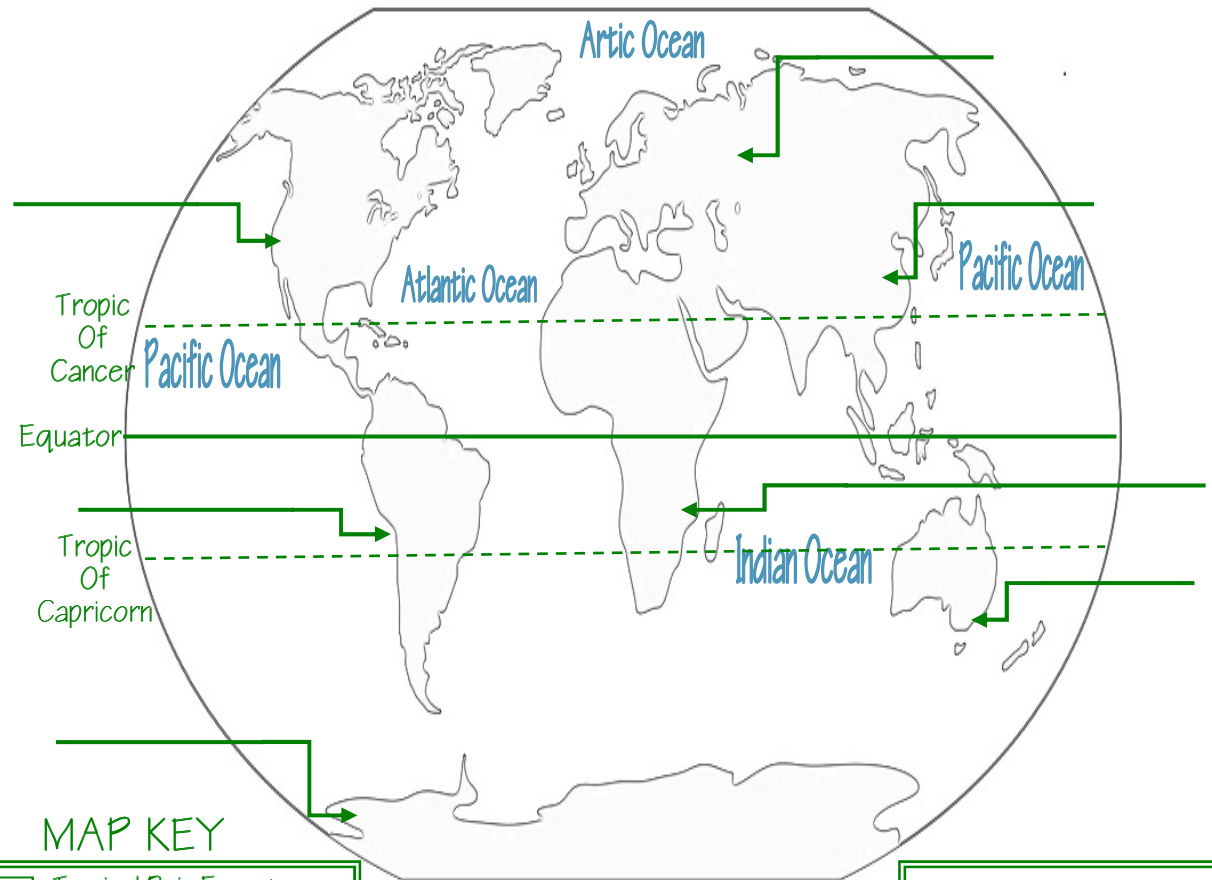 Artic Ocean
Pacific Ocean
Atlantic Ocean
Tropic
Of
Cancer
Pacific Ocean
Equator
Tropic
Of
Capricorn
Indian Ocean
MAP KEY